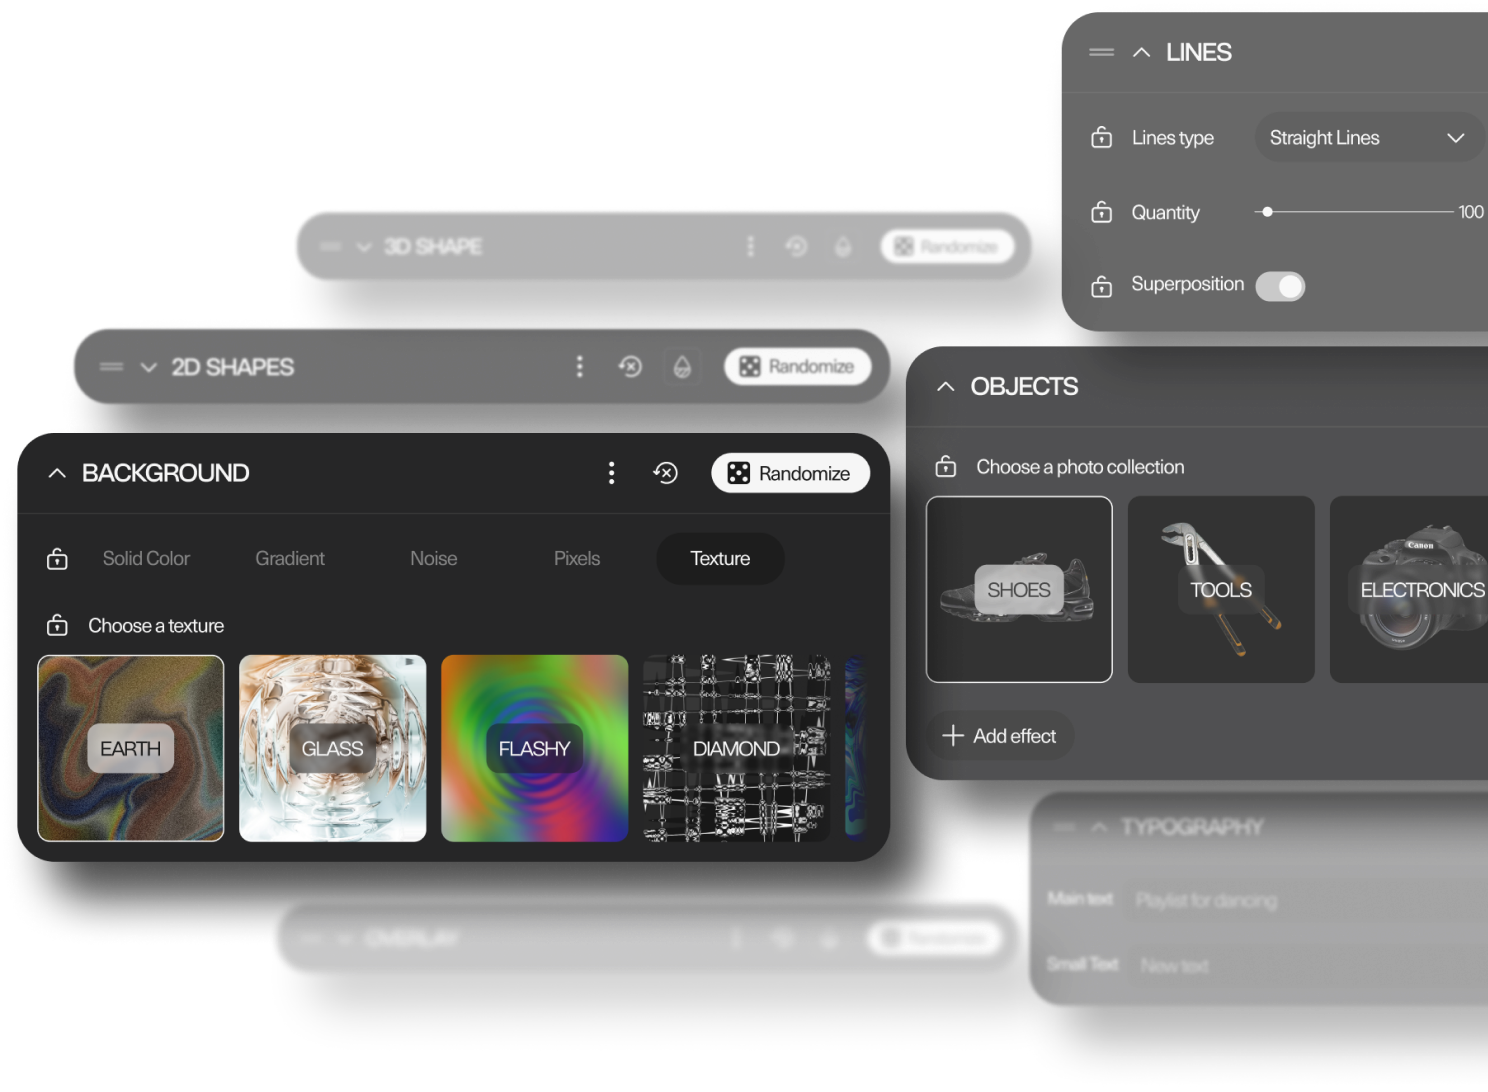 LINES
Lines type
Straight Lines
Quantity
100
Superposition
3D SHAPE
Randomize
2D SHAPES
Randomize
BACKGROUND
Randomize
Solid Color
Gradient
Noise
Pixels
Texture
Choose a texture
EARTH
GLASS
FLASHY
DIAMOND
OBJECTS
Choose a photo collection
SHOES
TOOLS
Canon
ELECTRONICS
Add effect
TYPOGRAPHY
Main text
Playlist for dancing
Small Text
New text
OVERLAY
Randomize